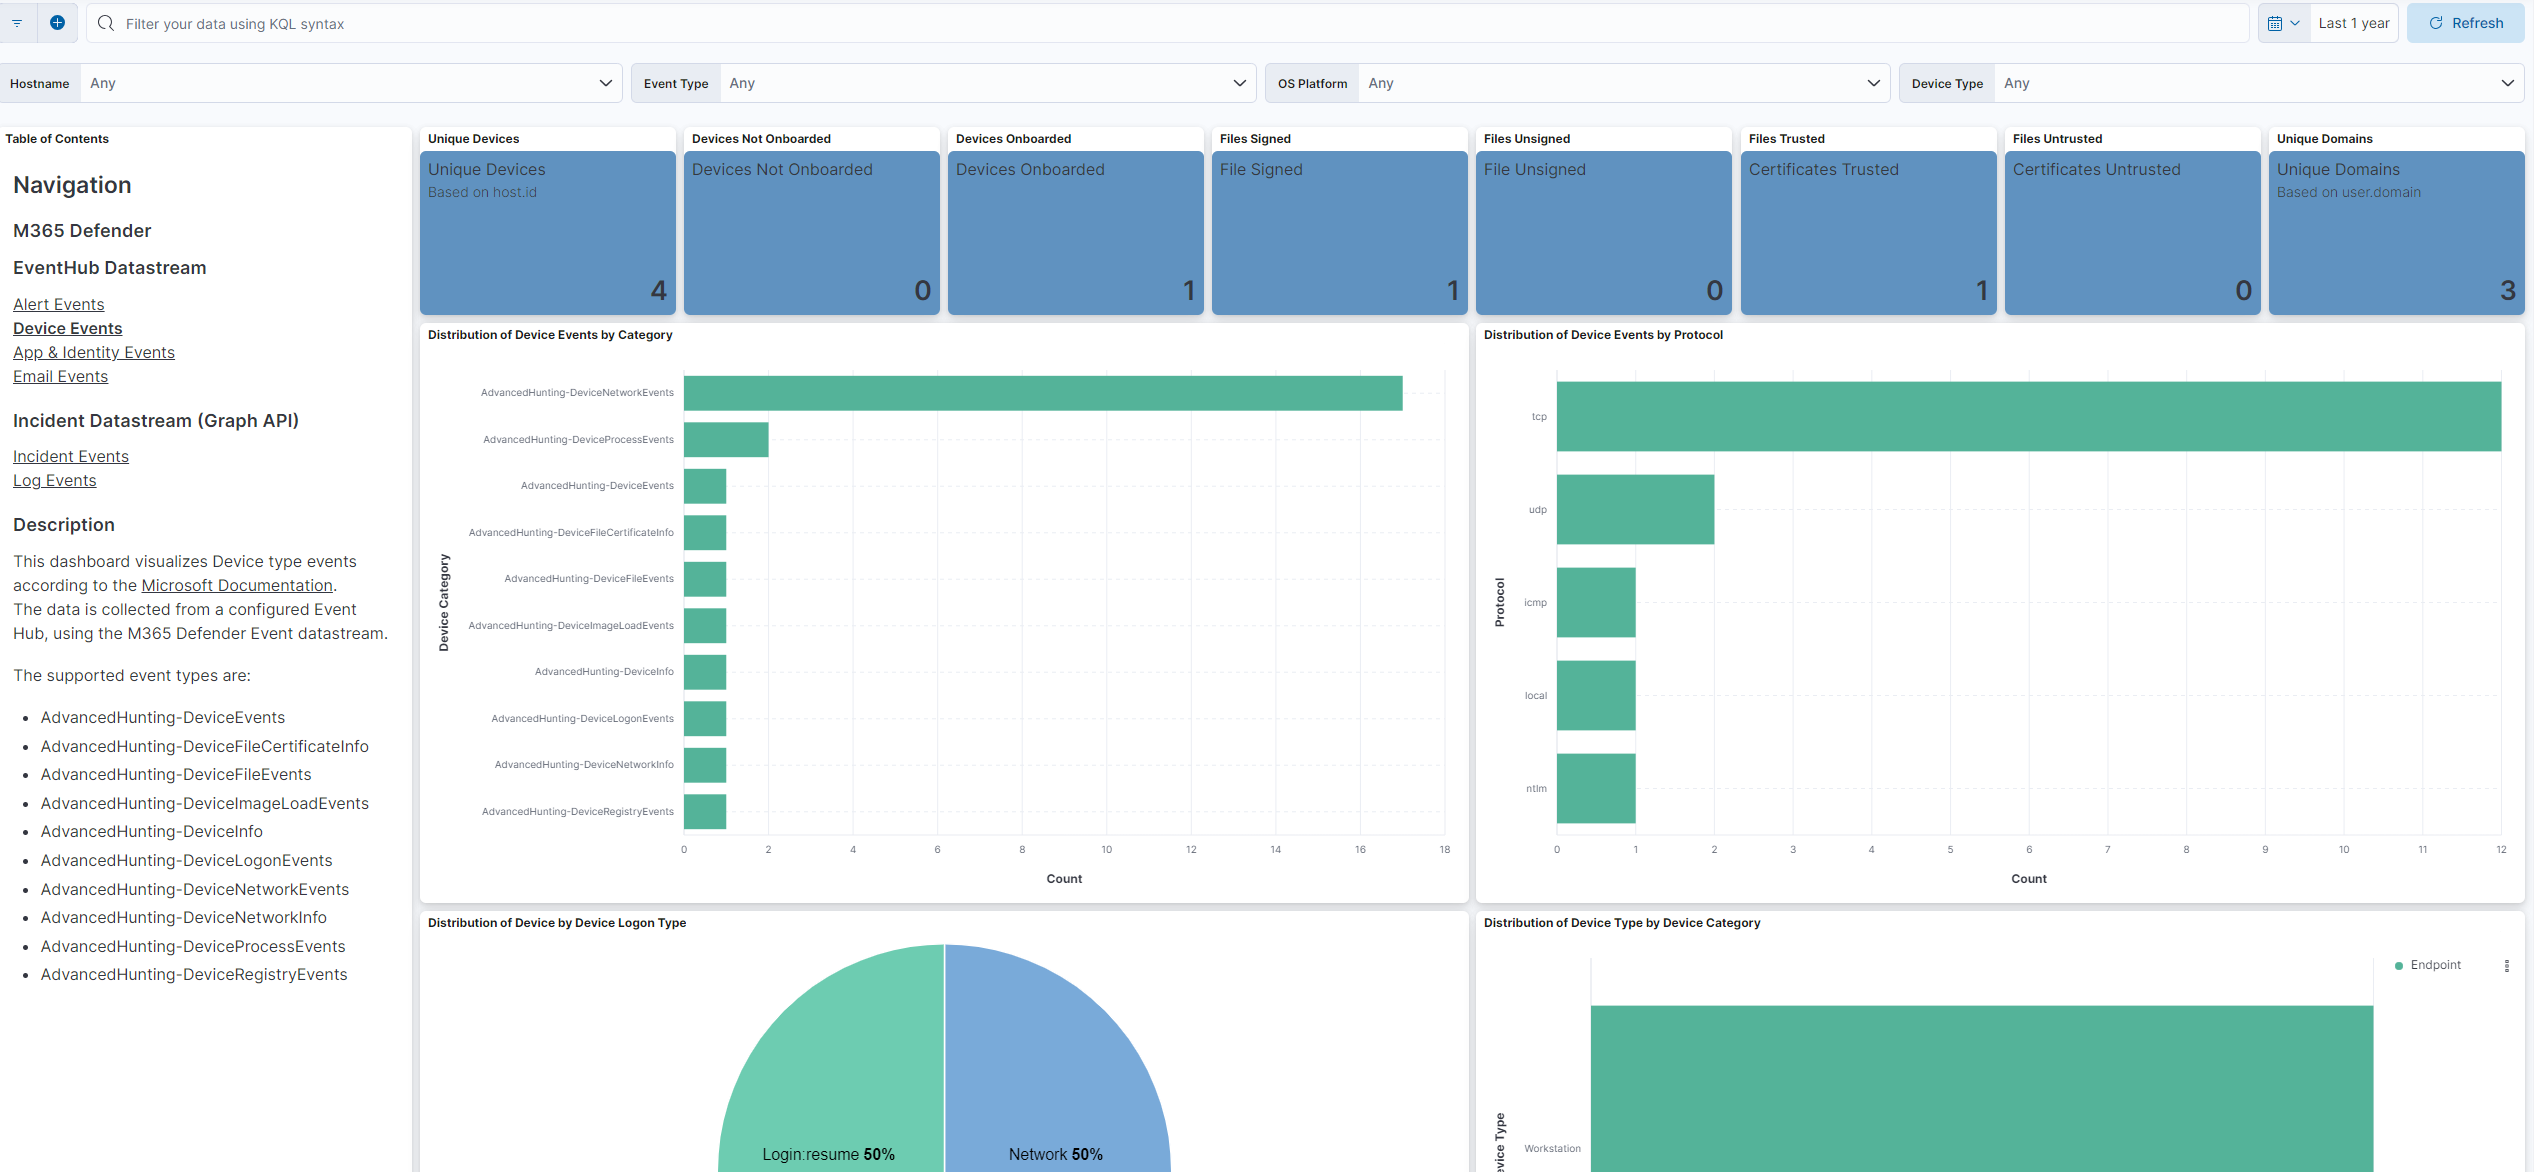 Filter your data using KQL syntax
Last 1 year
Refresh
Hostname Any
Event Type Any
OS Platform Any
Device Type Any
Table of Contents
Navigation
M365 Defender
EventHub Datastream
Alert Events
Device Events
App & Identity Events
Email Events
Incident Datastream (Graph API)
Incident Events
Log Events
Description
This dashboard visualizes Device type events
according to the Microsoft Documentation.
The data is collected from a configured Event
Hub, using the M365 Defender Event datastream.
The supported event types are:
• AdvancedHunting-DeviceEvents
• AdvancedHunting-DeviceFileCertificateInfo
• AdvancedHunting-DeviceFileEvents
• AdvancedHunting-DeviceImageLoadEvents
• AdvancedHunting-DeviceInfo
• AdvancedHunting-DeviceLogonEvents
• AdvancedHunting-DeviceNetworkEvents
• AdvancedHunting-DeviceNetworkInfo
• AdvancedHunting-DeviceProcessEvents
• AdvancedHunting-DeviceRegistryEvents
Unique Devices
Unique Devices
Based on host.id
4
Devices Not Onboarded
Devices Not Onboarded
0
Devices Onboarded
Devices Onboarded
1
Files Signed
File Signed
1
Files Unsigned
File Unsigned
0
Files Trusted
Certificates Trusted
1
Files Untrusted
Certificates Untrusted
0
Unique Domains
Unique Domains
Based on user.domain
3
Distribution of Device Events by Category
Device Category
AdvancedHunting-DeviceNetworkEvents
AdvancedHunting-DeviceProcessEvents
AdvancedHunting-DeviceEvents
AdvancedHunting-DeviceFileCertificateInfo
AdvancedHunting-DeviceFileEvents
AdvancedHunting-DeviceImageLoadEvents
AdvancedHunting-DeviceInfo
AdvancedHunting-DeviceLogonEvents
AdvancedHunting-DeviceNetworkInfo
AdvancedHunting-DeviceRegistryEvents
0 2 4 6 8 10 12 14 16 18
Count
Distribution of Device Events by Protocol
Protocol
tcp
udp
icmp
local
ntlm
0 1 2 3 4 5 6 7 8 9 10 11 12
Count
Distribution of Device by Device Logon Type
Login:resume 50%
Network 50%
Distribution of Device Type by Device Category
Endpoint
Workstation
evice Type